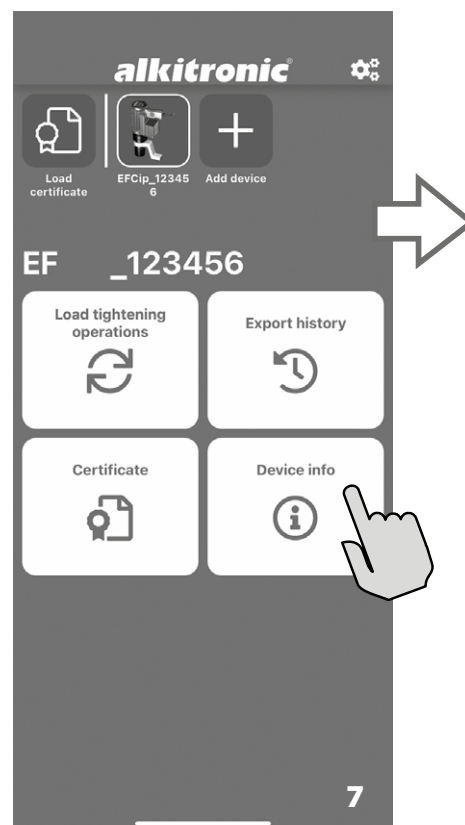 alkitronic
Load
certificate
EFCip_12345
6
Add device
EF _123456
Load tightening
operations
Export history
Certificate
Device info
7